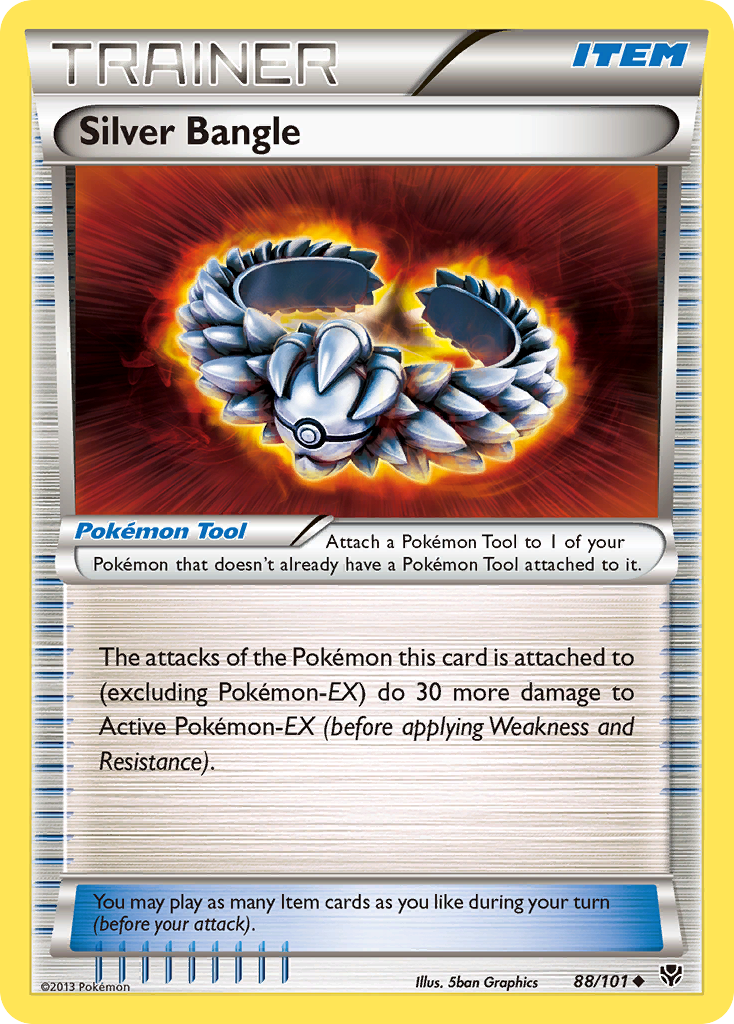 TRAINER
ITEM
Silver Bangle
Pokémon Tool
Attach a Pokémon Tool to 1 of your
Pokémon that doesn't already have a Pokémon Tool attached to it.
The attacks of the Pokémon this card is attached to
(excluding Pokémon-EX) do 30 more damage to
Active Pokémon-EX (before applying Weakness and
Resistance).
You may play as many Item cards as you like during your turn
(before your attack).
©2013 Pokémon
Illus. 5ban Graphics
88/101